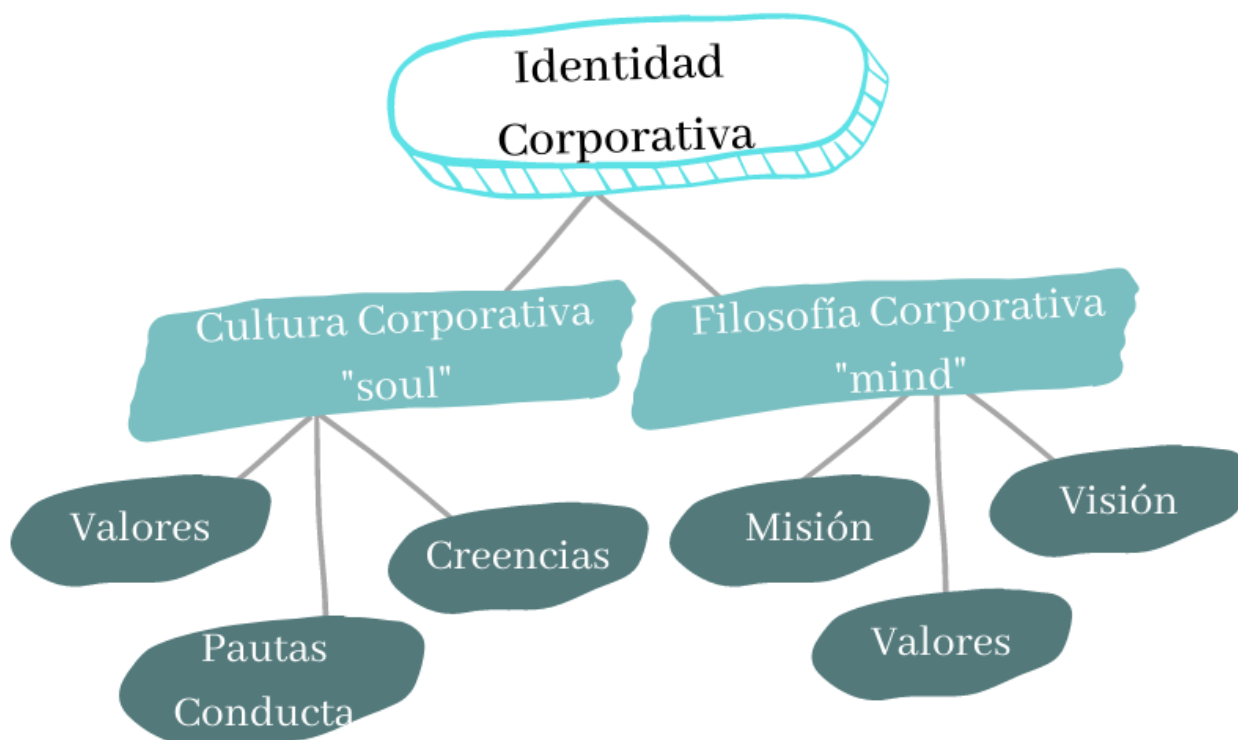 Identidad
Corporativa
Cultura Corporativa
"soul"
Filosofía Corporativa
"mind"
Valores
Pautas
Conducta
Creencias
Misión
Valores
Visión